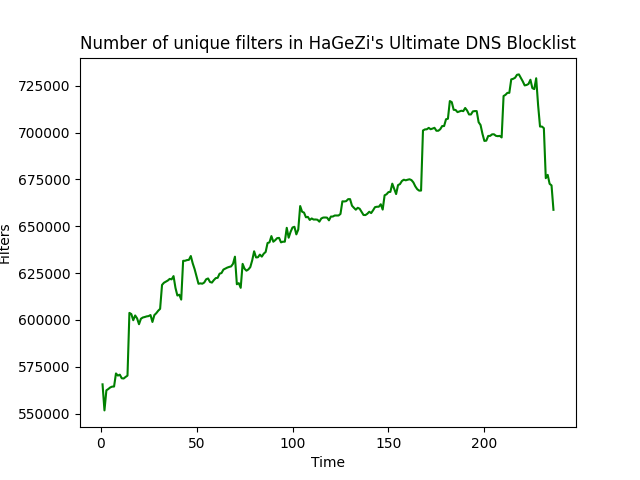 Number of unique filters in HaGeZi's Ultimate DNS Blocklist
725000
700000
675000
650000
625000
600000
575000
550000
Filters
0 50 100 150 200
Time